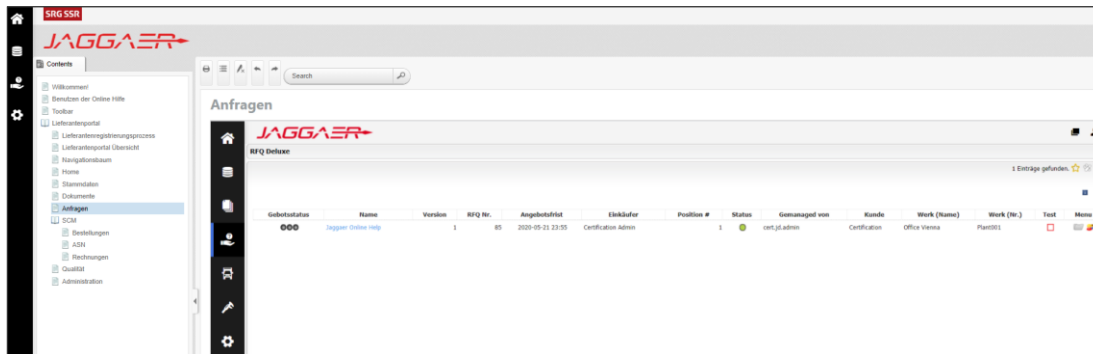 SRG SSR
JAGGAER
Contents
Willkommen!
Benutzen der Online Hilfe
Toolbar
Lieferantenportal
Lieferantenregistrierungsprozess
Lieferantenportal Übersicht
Navigationsbaum
Home
Stammdaten
Dokumente
Anfragen
SCM
Bestellungen
ASN
Rechnungen
Qualität
Administration
Search
Anfragen
JAGGAER
RFQ Deluxe
1 Einträge gefunden.
Gebotsstatus Name Version RFQ Nr. Angebotsfrist Einkäufer Position # Status Gemanaged von Kunde Werk (Name) Werk (Nr.) Test Menu
Jaggaer Online Help 1 85 2020-05-21 23:55 Certification Admin 1 cert.jd.admin Certification Office Vienna Plant001